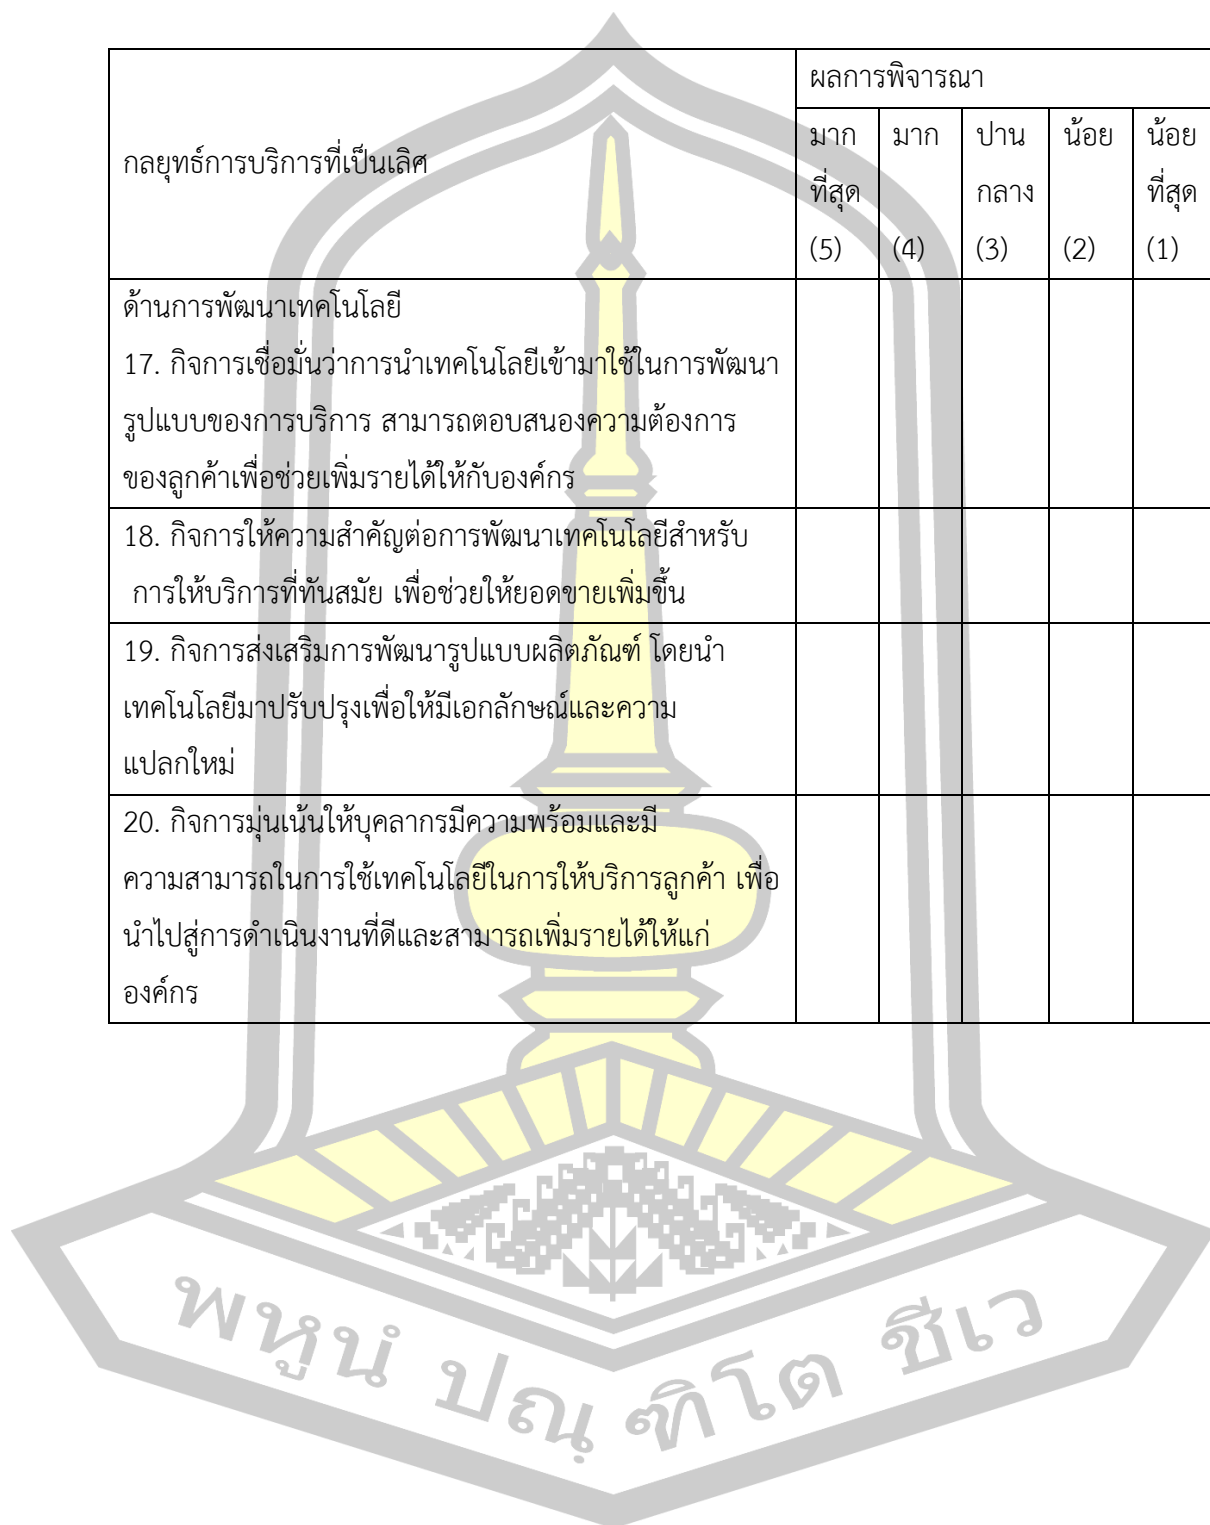 ผลการพิจารณา
กลยุทธ์การบริการที่เป็นเลิศ
มาก มาก ปาน น้อย น้อย
ที่สุด กลาง ที่สุด
(5) (4) (3) (2) (1)
ด้านการพัฒนาเทคโนโลยี
17. กิจการเชื่อมั่นว่าการนำเทคโนโลยีเข้ามาใช้ในการพัฒนา
รูปแบบของการบริการ สามารถตอบสนองความต้องการ
ของลูกค้าเพื่อช่วยเพิ่มรายได้ให้กับองค์กร
18. กิจการให้ความสำคัญต่อการพัฒนาเทคโนโลยีสำหรับ
การให้บริการที่ทันสมัย เพื่อช่วยให้ยอดขายเพิ่มขึ้น
19. กิจการส่งเสริมการพัฒนารูปแบบผลิตภัณฑ์ โดยนำ
เทคโนโลยีมาปรับปรุงเพื่อให้มีเอกลักษณ์และความ
แปลกใหม่
20. กิจการมุ่นเน้นให้บุคลากรมีความพร้อมและมี
ความสามารถในการใช้เทคโนโลยีในการให้บริการลูกค้า เพื่อ
นำไปสู่การดำเนินงานที่ดีและสามารถเพิ่มรายได้ให้แก่
องค์กร
พหูนํ ปณฺฑิโต ชีเว